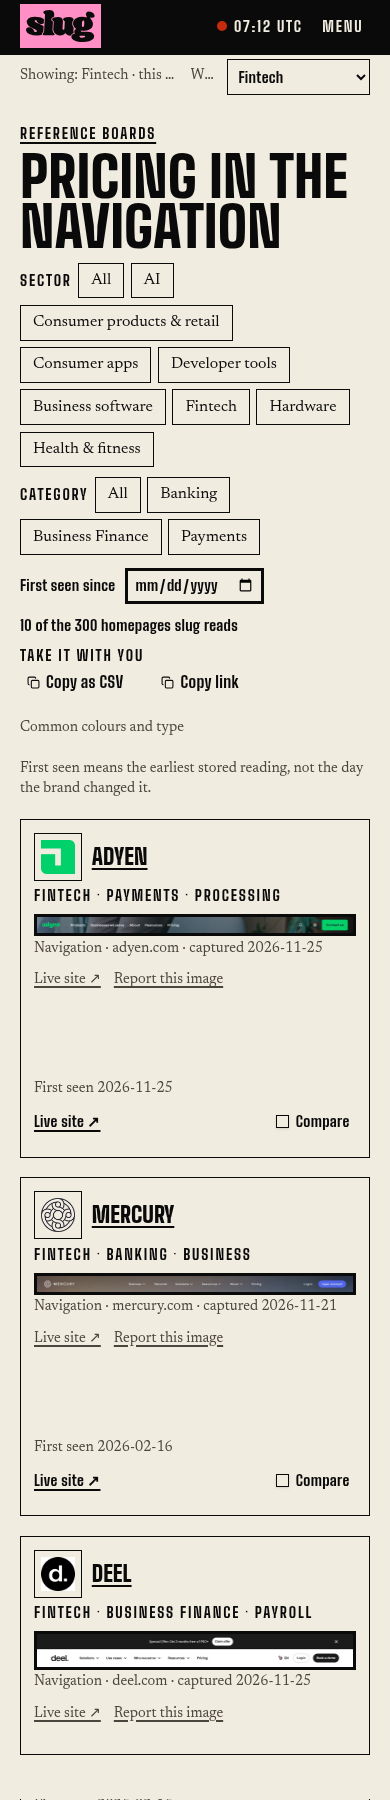 slug
07:12 UTC MENU
Showing: Fintech · this ... W... Fintech
REFERENCE BOARDS
PRICING IN THE
NAVIGATION
SECTOR All AI
Consumer products & retail
Consumer apps Developer tools
Business software Fintech Hardware
Health & fitness
CATEGORY All Banking
Business Finance Payments
First seen since mm/dd/yyyy
10 of the 300 homepages slug reads
TAKE IT WITH YOU
Copy as CSV Copy link
Common colours and type
First seen means the earliest stored reading, not the day
the brand changed it.
ADYEN
FINTECH · PAYMENTS · PROCESSING
Navigation · adyen.com · captured 2026-11-25
Live site ↗ Report this image
First seen 2026-11-25
Live site ↗ Compare
MERCURY
FINTECH · BANKING · BUSINESS
MERCURY
Navigation · mercury.com · captured 2026-11-21
Live site ↗ Report this image
First seen 2026-02-16
Live site ↗ Compare
d.
DEEL
FINTECH · BUSINESS FINANCE · PAYROLL
deel.
Navigation · deel.com · captured 2026-11-25
Live site ↗ Report this image